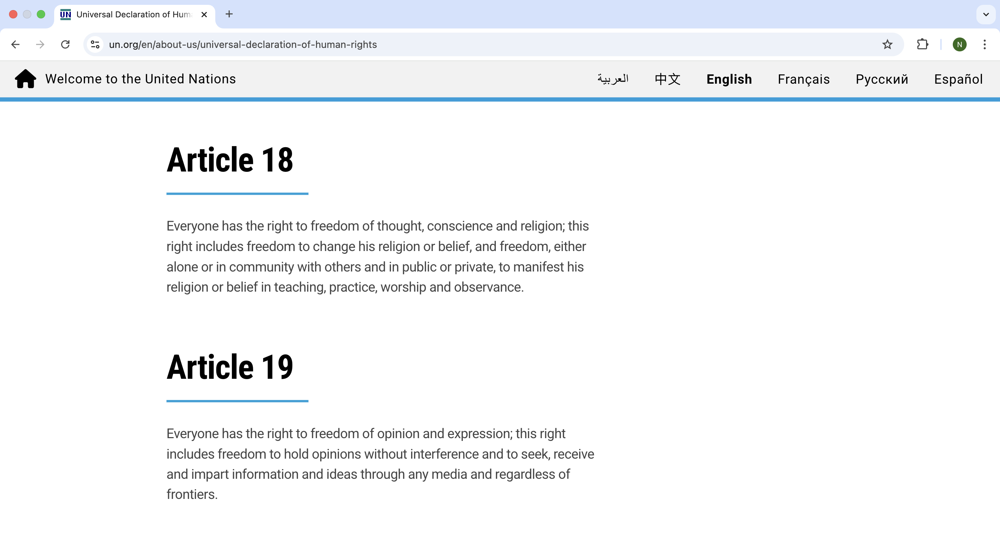 UN Universal Declaration of Hum
un.org/en/about-us/universal-declaration-of-human-rights
N
Welcome to the United Nations
العربية 中文 English Français Русский Español
Article 18
Everyone has the right to freedom of thought, conscience and religion; this
right includes freedom to change his religion or belief, and freedom, either
alone or in community with others and in public or private, to manifest his
religion or belief in teaching, practice, worship and observance.
Article 19
Everyone has the right to freedom of opinion and expression; this right
includes freedom to hold opinions without interference and to seek, receive
and impart information and ideas through any media and regardless of
frontiers.